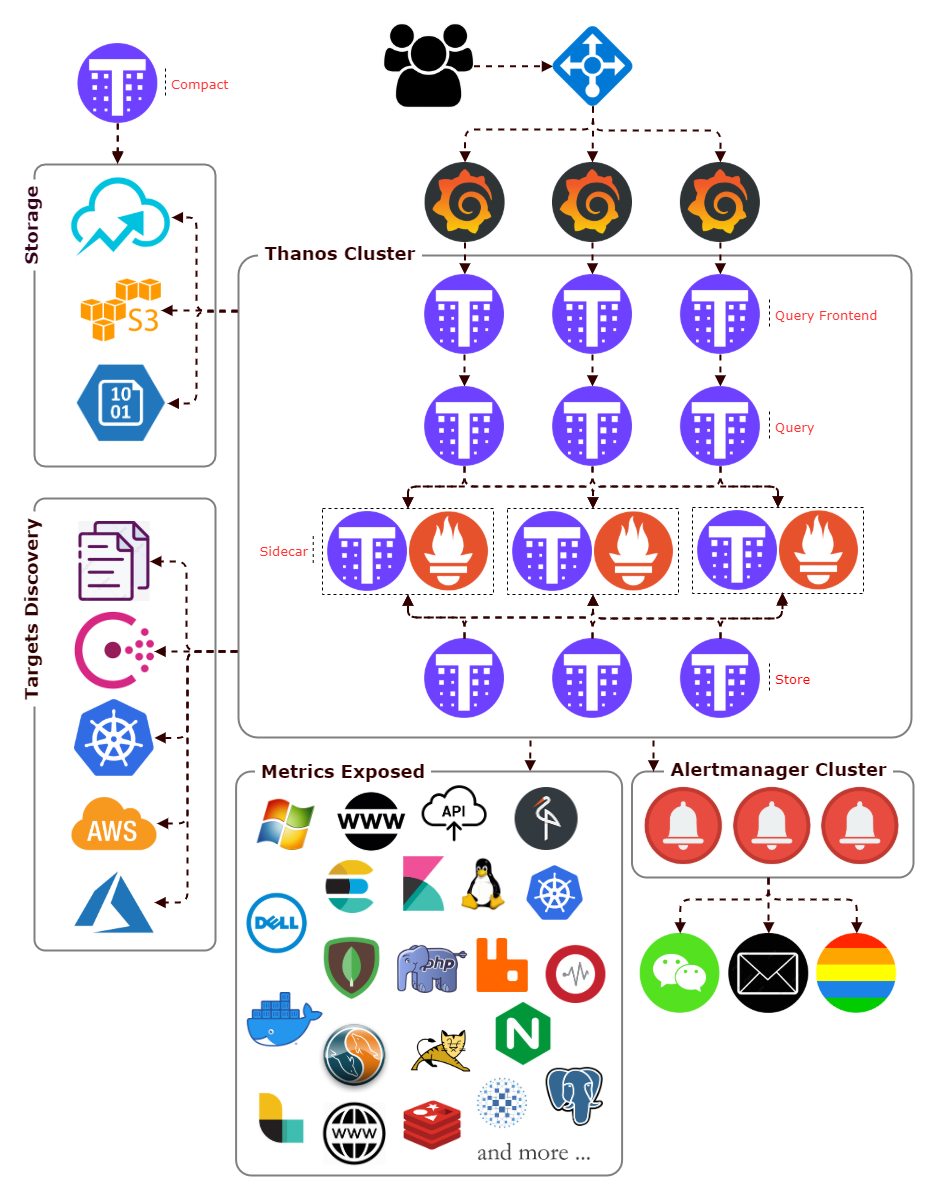 Compact
Storage
S3
10
01
Thanos Cluster
Query Frontend
Query
Sidecar
Store
Targets Discovery
AWS
Metrics Exposed
WWW
API
DELL
php
N
WWW
and more ...
Alertmanager Cluster